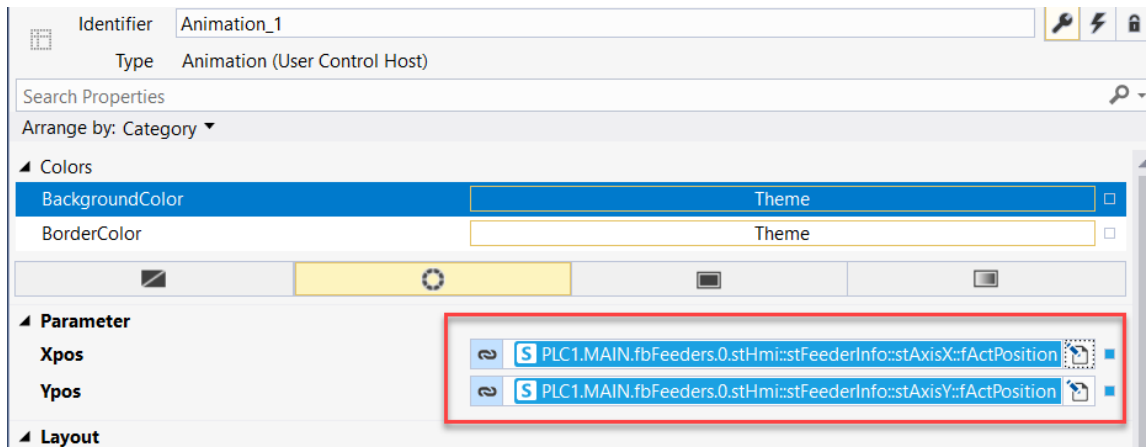 Identifier Animation_1
Type Animation (User Control Host)
Search Properties
Arrange by: Category
Colors
BackgroundColor Theme
BorderColor Theme
Parameter
Xpos S PLC1.MAIN.fbFeeders.0.stHmi::stFeederInfo::stAxisX::fActPosition
Ypos S PLC1.MAIN.fbFeeders.0.stHmi::stFeederInfo::stAxisY::fActPosition
Layout